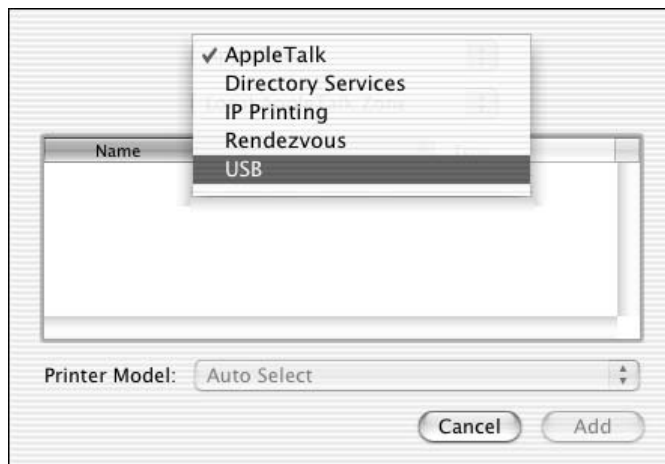 ✓ AppleTalk
Directory Services
IP Printing
Rendezvous
USB
Name
Printer Model: Auto Select
Cancel Add